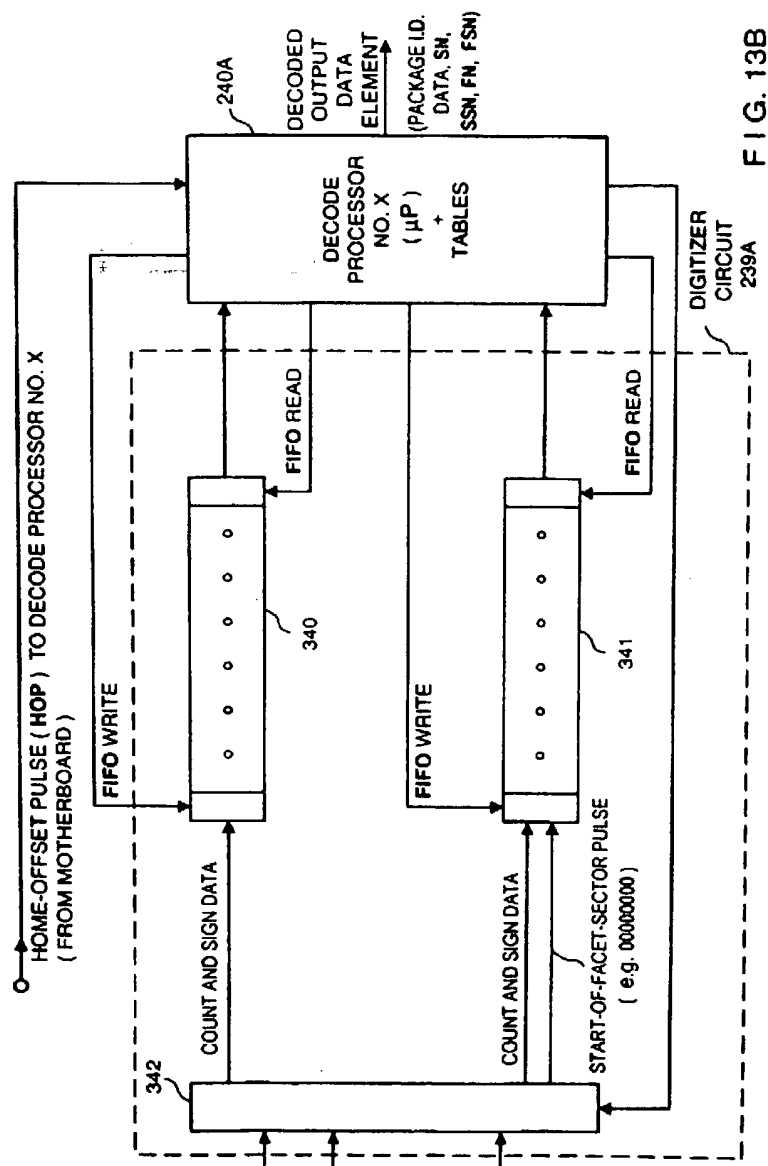 HOME-OFFSET PULSE ( HOP ) TO DECODE PROCESSOR NO. X
( FROM MOTHERBOARD )
240A
DECODED
OUTPUT
DATA
ELEMENT
(PACKAGE I.D.
DATA, SN,
SSN, FN, FSN)
DECODE
PROCESSOR
NO. X
(µP)
+
TABLES
FIFO WRITE
FIFO READ
340
COUNT AND SIGN DATA
342
FIFO WRITE
FIFO READ
341
COUNT AND SIGN DATA
START-OF-FACET-SECTOR PULSE
( e.g. 00000000 )
DIGITIZER
CIRCUIT
239A
FIG. 13B